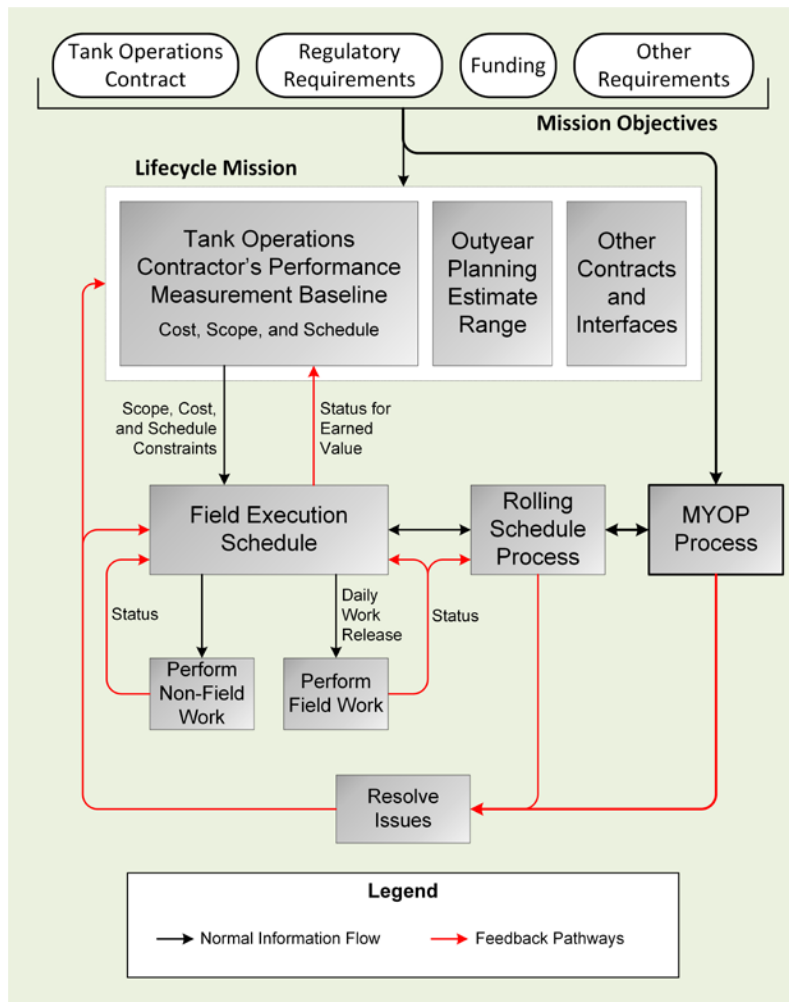 Tank Operations
Contract
Regulatory
Requirements
Funding
Other
Requirements
Mission Objectives
Lifecycle Mission
Tank Operations
Contractor's Performance
Measurement Baseline
Cost, Scope, and Schedule
Outyear
Planning
Estimate
Range
Other
Contracts
and
Interfaces
Scope, Cost,
and Schedule
Constraints
Status for
Earned
Value
Field Execution
Schedule
Rolling
Schedule
Process
MYOP
Process
Status
Daily
Work
Release
Status
Perform
Non-Field
Work
Perform
Field Work
Resolve
Issues
Legend
Normal Information Flow
Feedback Pathways